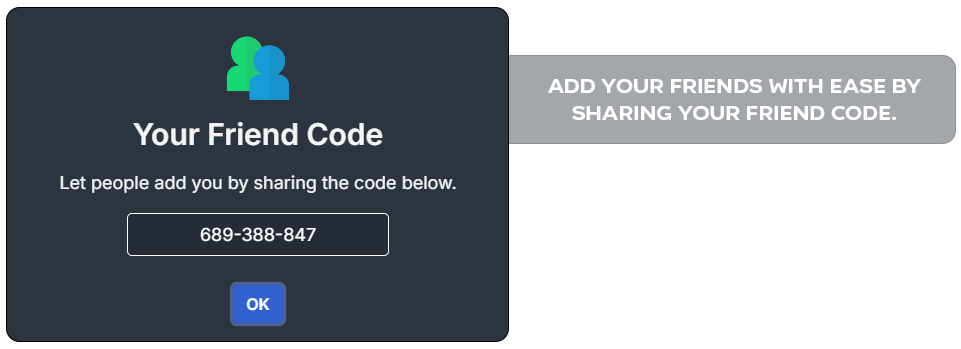 Your Friend Code
Let people add you by sharing the code below.
689-388-847
OK
ADD YOUR FRIENDS WITH EASE BY
SHARING YOUR FRIEND CODE.